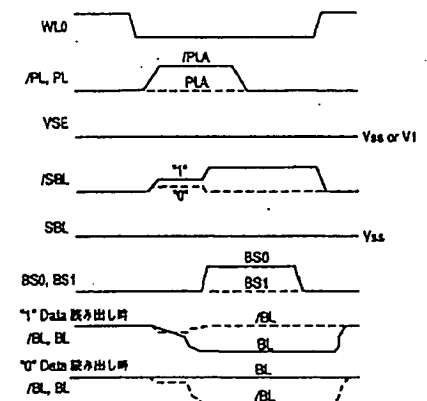 WL0
/PLA
/PL, PL
PLA
VSE
Vss or V1
"1"
/SBL
"0"
SBL
Vss
BS0
BS0, BS1
BS1
"1" Data 読み出し時
/BL
/BL, BL
BL
"0" Data 読み出し時
BL
/BL, BL
/BL